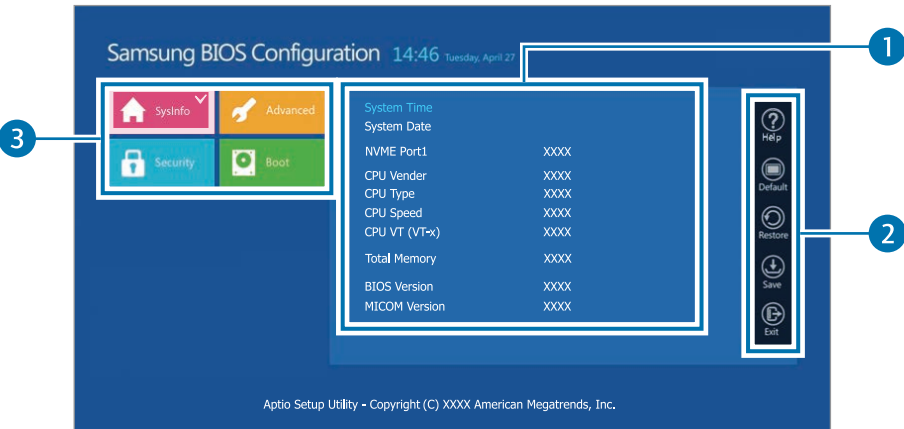 Samsung BIOS Configuration 14:46 Tuesday, April 27
1
SysInfo
Advanced
Security
Boot
3
System Time
System Date
NVME Port1 XXXX
CPU Vender XXXX
CPU Type XXXX
CPU Speed XXXX
CPU VT (VT-x) XXXX
Total Memory XXXX
BIOS Version XXXX
MICOM Version XXXX
Help
Default
Restore
Save
Exit
2
Aptio Setup Utility - Copyright (C) XXXX American Megatrends, Inc.